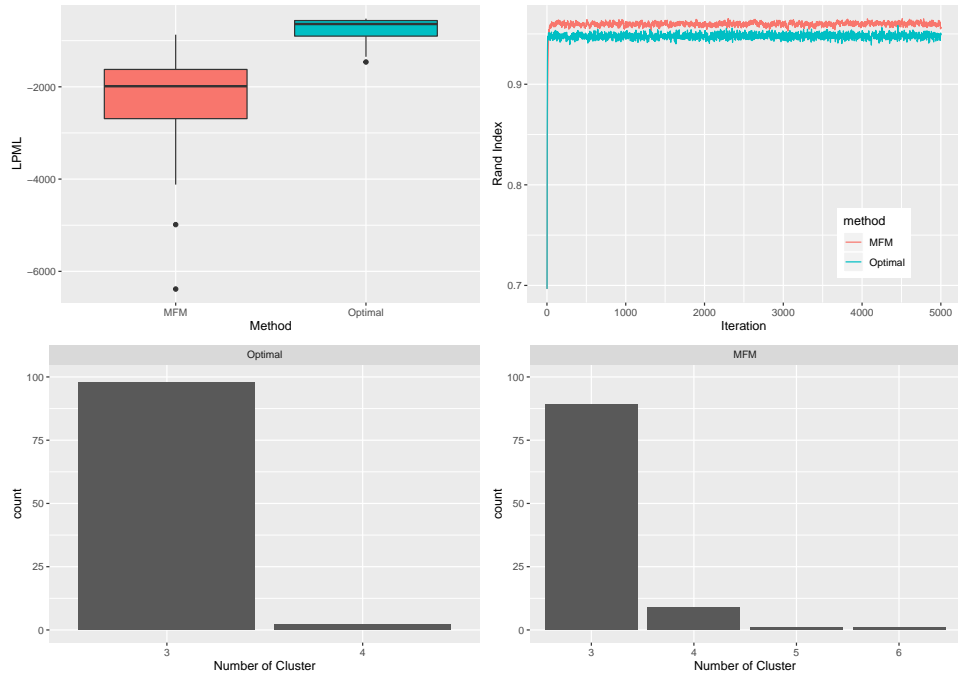 LPML
−2000
−4000
−6000
MFM
Optimal
Method
Rand Index
0.9
0.8
0.7
method
MFM
Optimal
0
1000
2000
3000
4000
5000
Iteration
Optimal
count
100
75
50
25
0
3
4
Number of Cluster
MFM
count
100
75
50
25
0
3
4
5
6
Number of Cluster